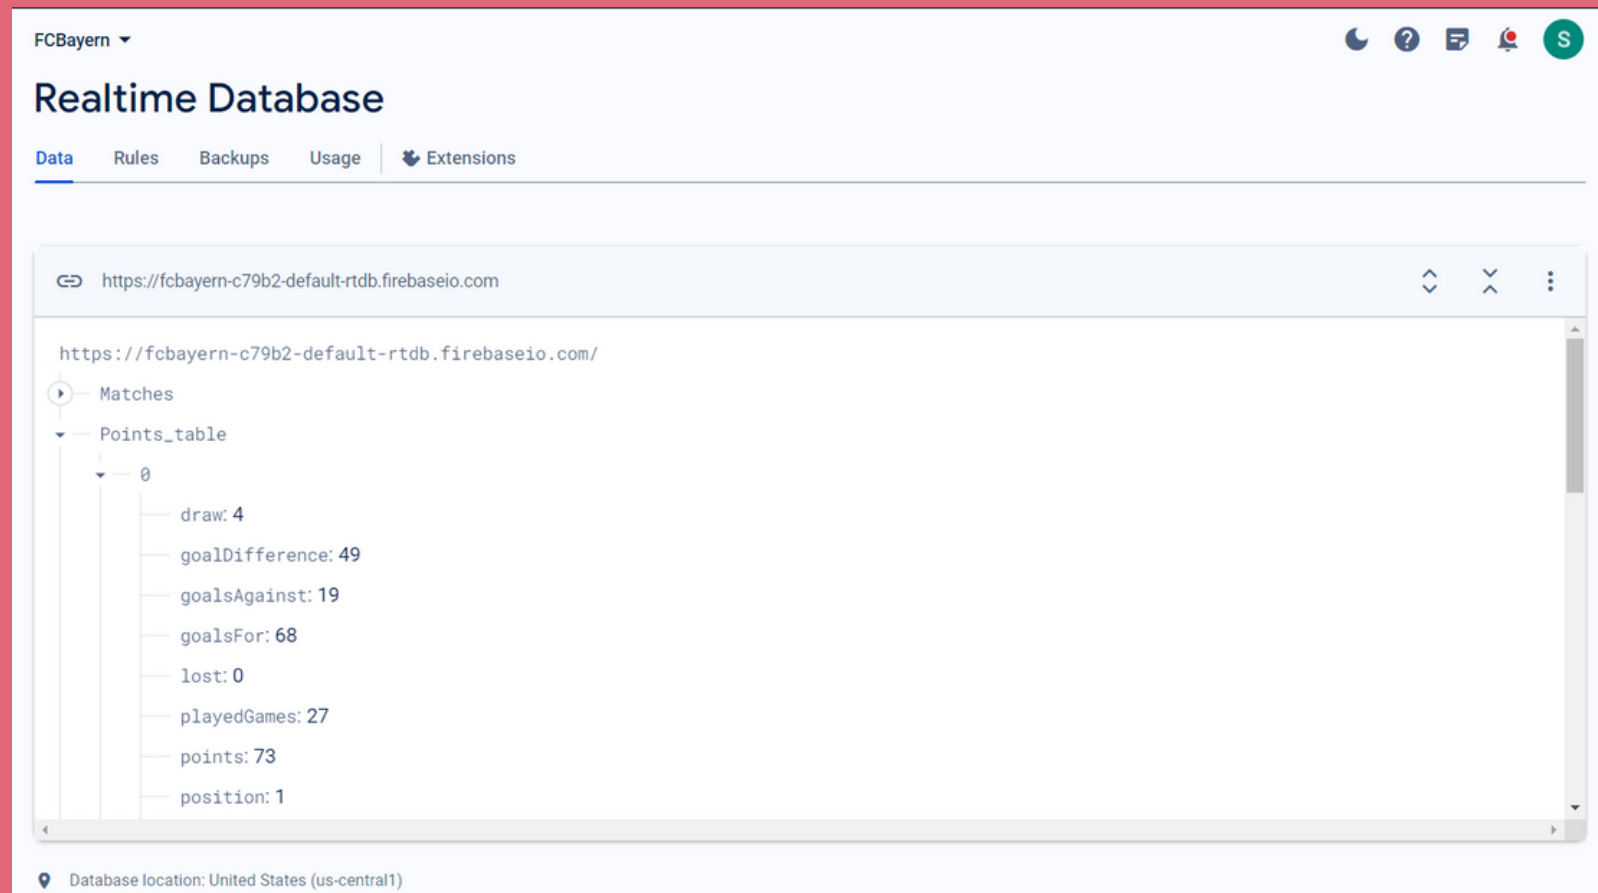 FCBayern
S
Realtime Database
Data Rules Backups Usage Extensions
https://fcbayern-c79b2-default-rtdb.firebaseio.com
https://fcbayern-c79b2-default-rtdb.firebaseio.com/
Matches
Points_table
0
draw: 4
goalDifference: 49
goalsAgainst: 19
goalsFor: 68
lost: 0
playedGames: 27
points: 73
position: 1
Database location: United States (us-central1)